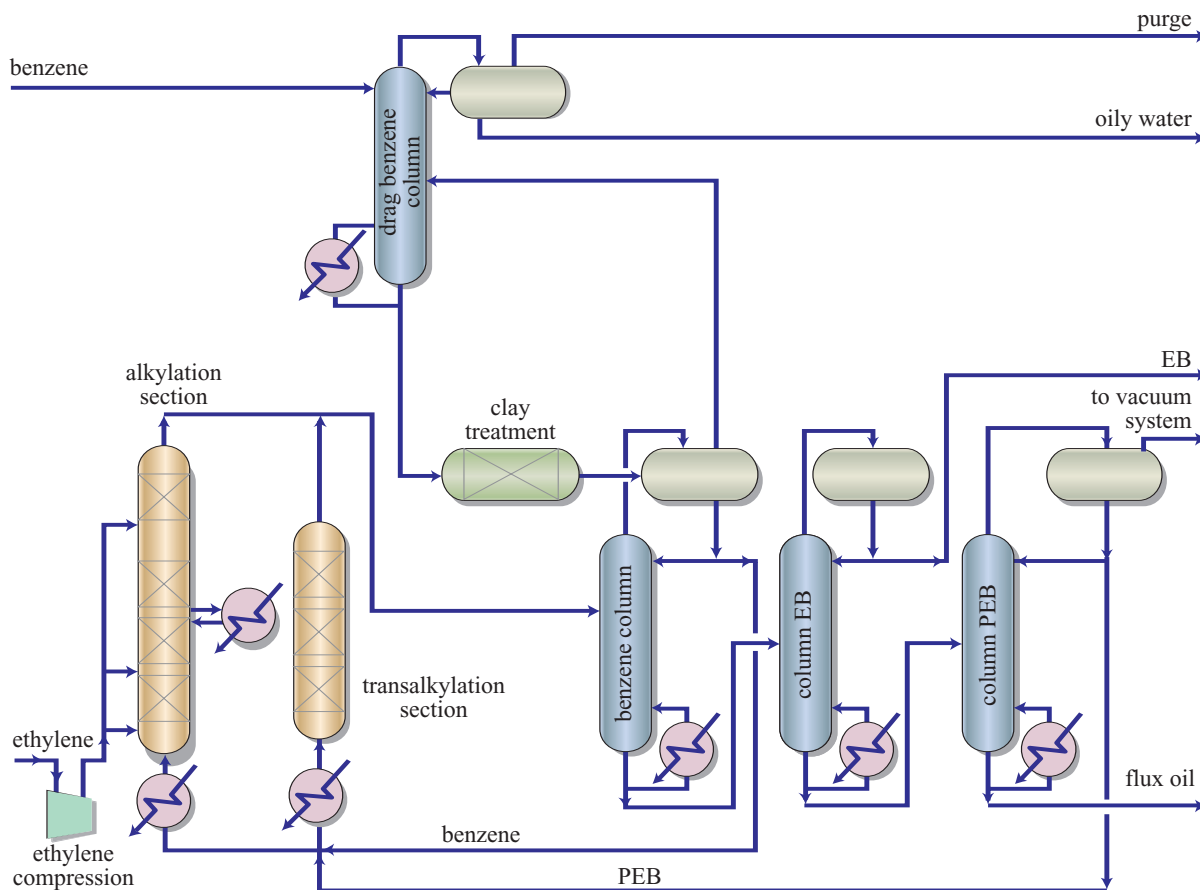 purge
benzene
oily water
drag benzene
column
EB
to vacuum
system
alkylation
section
clay
treatment
benzene column
column EB
column PEB
transalkylation
section
ethylene
flux oil
benzene
ethylene
compression
PEB